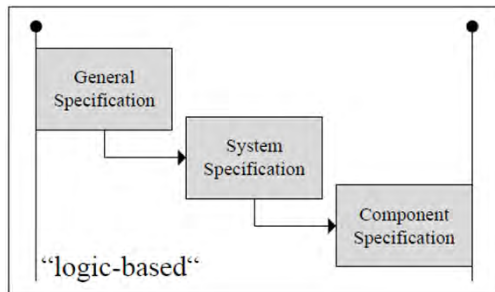 General
Specification
System
Specification
Component
Specification
“logic-based“